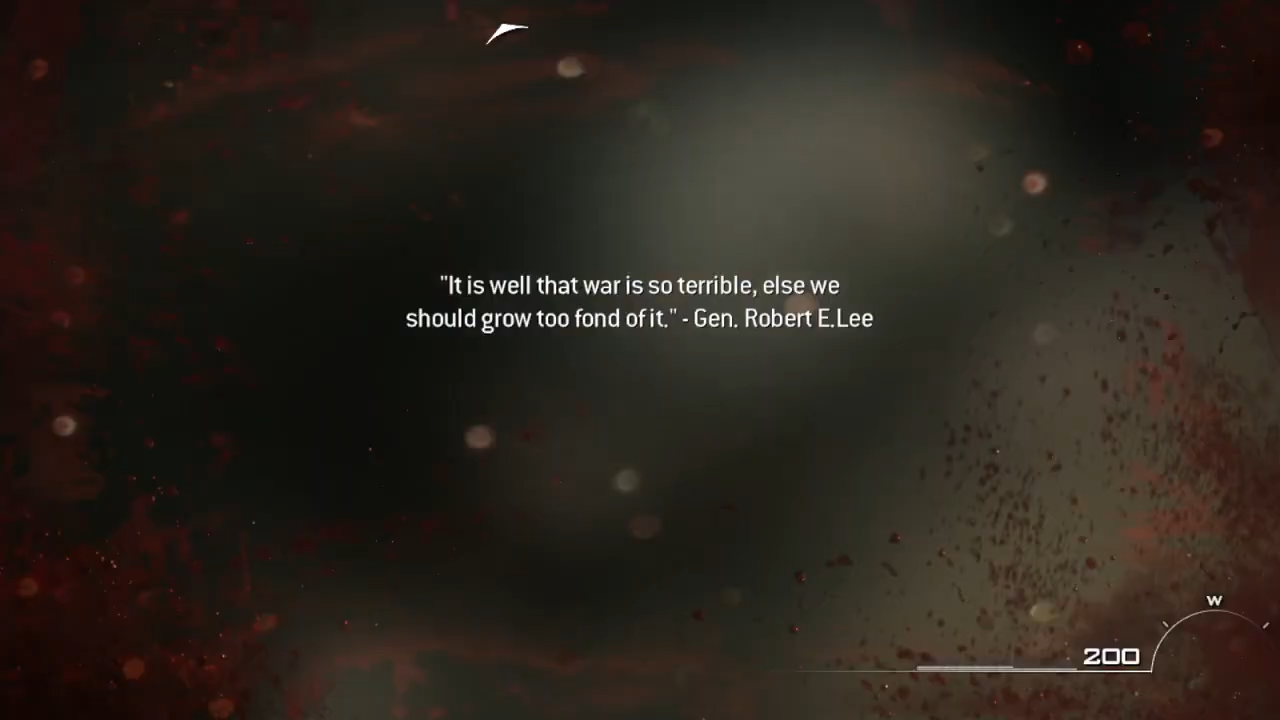 "It is well that war is so terrible, else we
should grow too fond of it." - Gen. Robert E.Lee
W
200